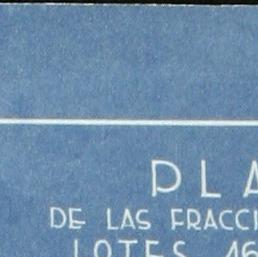 PLA
DE LAS FRACCI
LOTES 46